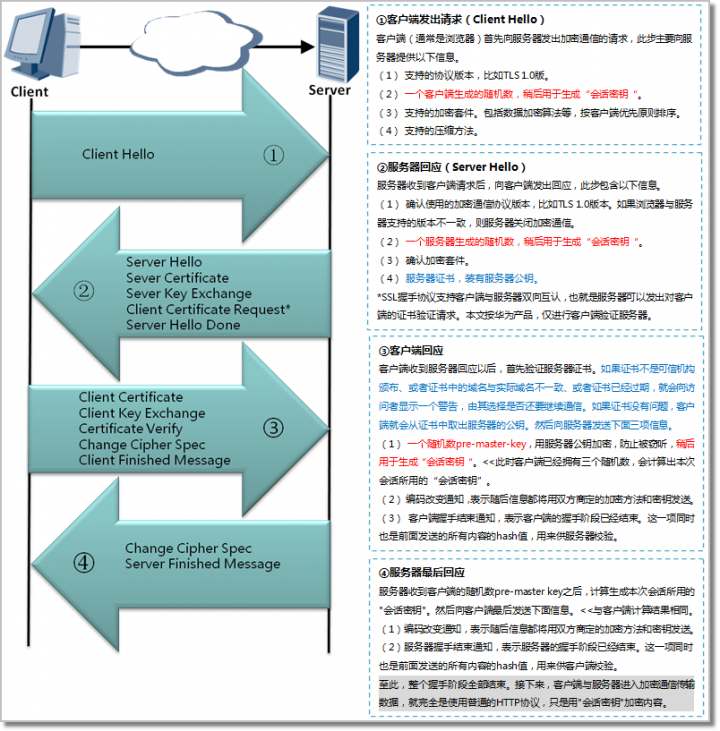 Client
Server
Client Hello
①
Server Hello
Sever Certificate
Sever Key Exchange
Client Certificate Request*
Server Hello Done
②
Client Certificate
Client Key Exchange
Certificate Verify
Change Cipher Spec
Client Finished Message
③
④
Change Cipher Spec
Server Finished Message
①客户端发出请求（Client Hello）
客户端（通常是浏览器）首先向服务器发出加密通信的请求，此步主要向服
务器提供以下信息。
（1）支持的协议版本，比如TLS 1.0版。
（2）一个客户端生成的随机数，稍后用于生成“会话密钥“。
（3）支持的加密套件。包括数据加密算法等，按客户端优先原则排序。
（4）支持的压缩方法。
②服务器回应（Server Hello）
服务器收到客户端请求后，向客户端发出回应，此步包含以下信息。
（1） 确认使用的加密通信协议版本，比如TLS 1.0版本。如果浏览器与服务
器支持的版本不一致，则服务器关闭加密通信。
（2）一个服务器生成的随机数，稍后用于生成“会话密钥“。
（3）确认加密套件。
（4）服务器证书，装有服务器公钥。
*SSL握手协议支持客户端与服务器双向互认，也就是服务器可以发出对客户
端的证书验证请求。本文按华为产品，仅进行客户端验证服务器。
③客户端回应
客户端收到服务器回应以后，首先验证服务器证书。如果证书不是可信机构
颁布、或者证书中的域名与实际域名不一致、或者证书已经过期，就会向访
问者显示一个警告，由其选择是否还要继续通信。如果证书没有问题，客户
端就会从证书中取出服务器的公钥。然后向服务器发送下面三项信息。
（1）一个随机数pre-master-key，用服务器公钥加密，防止被窃听，稍后
用于生成“会话密钥“。<<此时客户端已经拥有三个随机数，会计算出本次
会话所用的“会话密钥”。
（2）编码改变通知，表示随后信息都将用双方商定的加密方法和密钥发送。
（3） 客户端握手结束通知，表示客户端的握手阶段已经结束。这一项同时
也是前面发送的所有内容的hash值，用来供服务器校验。
④服务器最后回应
服务器收到客户端的随机数pre-master key之后，计算生成本次会话所用的
"会话密钥"。然后向客户端最后发送下面信息。<<与客户端计算结果相同。
（1）编码改变通知，表示随后信息都将用双方商定的加密方法和密钥发送。
（2）服务器握手结束通知，表示服务器的握手阶段已经结束。这一项同时
也是前面发送的所有内容的hash值，用来供客户端校验。
至此，整个握手阶段全部结束。接下来，客户端与服务器进入加密通信传输
数据，就完全是使用普通的HTTP协议，只是用“会话密钥”加密内容。